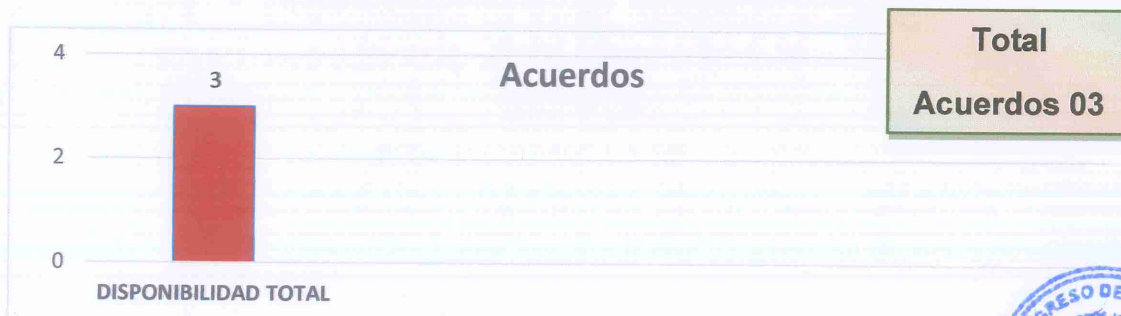 Total
Acuerdos 03
Acuerdos
4
3
2
0
DISPONIBILIDAD TOTAL